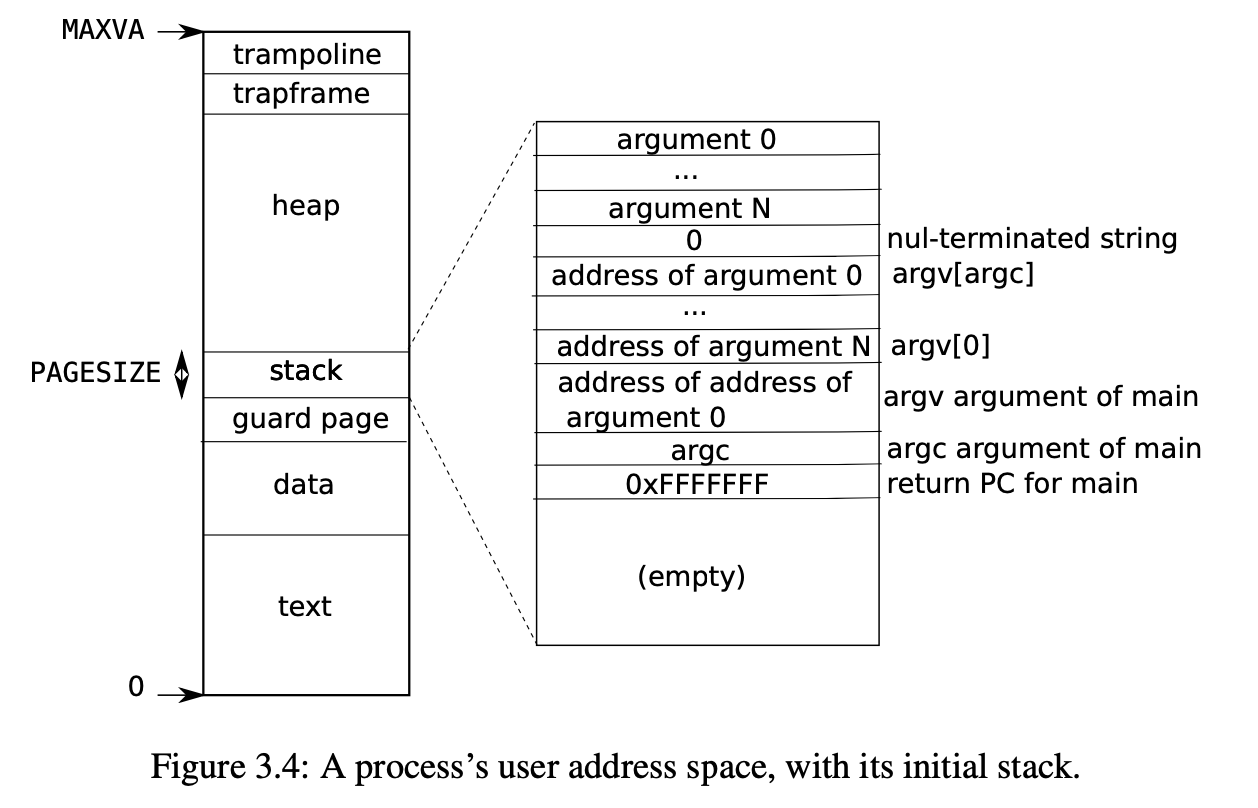 MAXVA
trampoline
trapframe
heap
PAGESIZE
stack
guard page
data
text
0
argument 0
...
argument N
0
nul-terminated string
address of argument 0
argv[argc]
...
address of argument N
argv[0]
address of address of
argument 0
argv argument of main
argc
argc argument of main
0xFFFFFFF
return PC for main
(empty)
Figure 3.4: A process's user address space, with its initial stack.